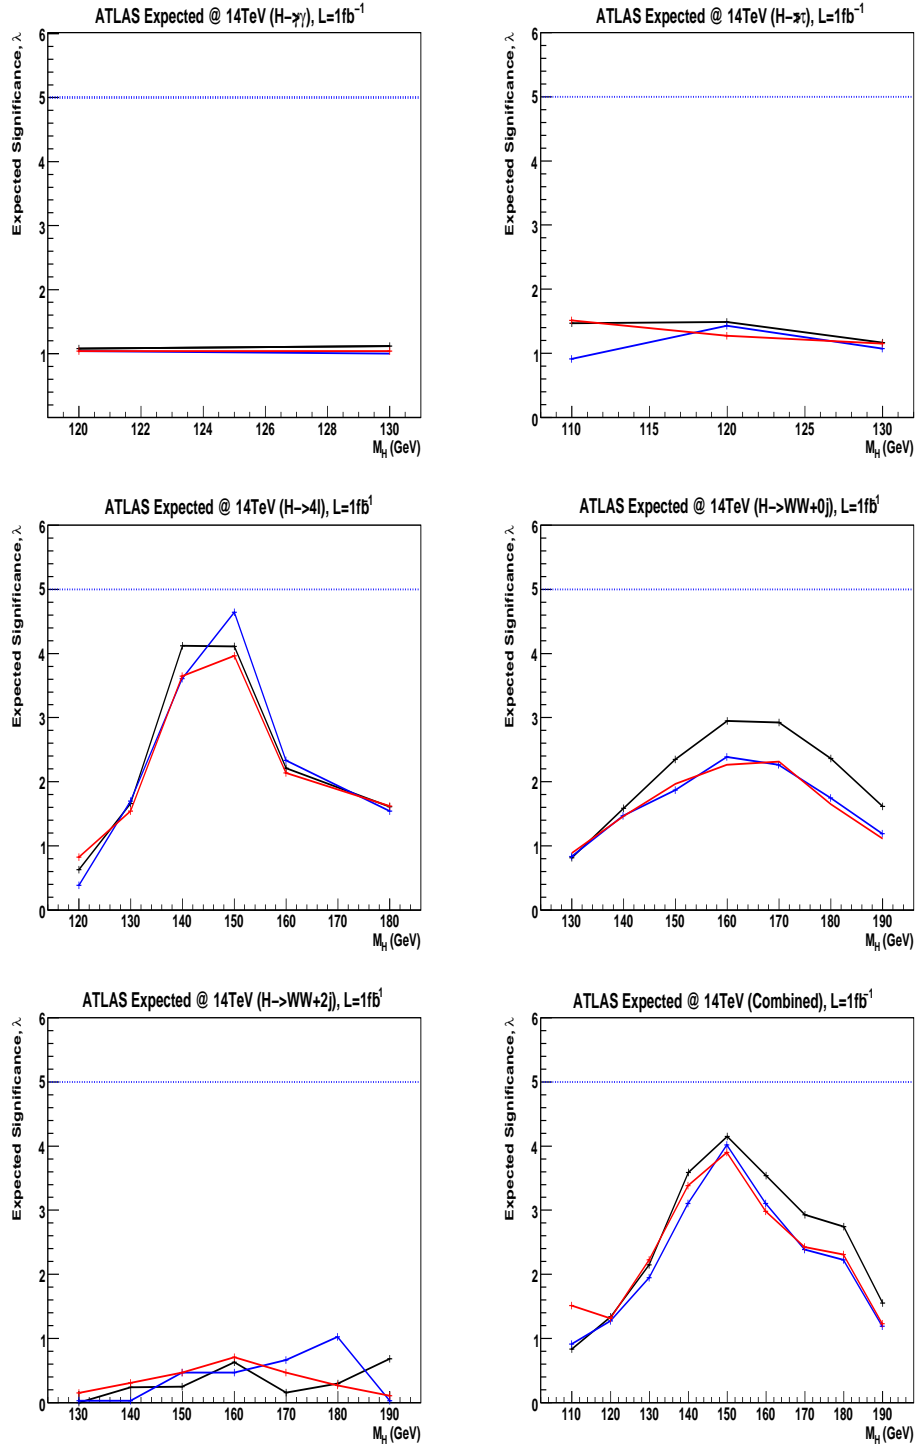 ATLAS Expected @ 14TeV (H->γγ), L=1fb⁻¹
Expected Significance, λ
6
5
4
3
2
1
120 122 124 126 128 130
M_H (GeV)
ATLAS Expected @ 14TeV (H->ττ), L=1fb⁻¹
Expected Significance, λ
6
5
4
3
2
1
0
110 115 120 125 130
M_H (GeV)
ATLAS Expected @ 14TeV (H->4l), L=1fb⁻¹
Expected Significance, λ
6
5
4
3
2
1
0
120 130 140 150 160 170 180
M_H (GeV)
ATLAS Expected @ 14TeV (H->WW+0j), L=1fb⁻¹
Expected Significance, λ
6
5
4
3
2
1
0
130 140 150 160 170 180 190
M_H (GeV)
ATLAS Expected @ 14TeV (H->WW+2j), L=1fb⁻¹
Expected Significance, λ
6
5
4
3
2
1
0
130 140 150 160 170 180 190
M_H (GeV)
ATLAS Expected @ 14TeV (Combined), L=1fb⁻¹
Expected Significance, λ
6
5
4
3
2
1
0
110 120 130 140 150 160 170 180 190
M_H (GeV)